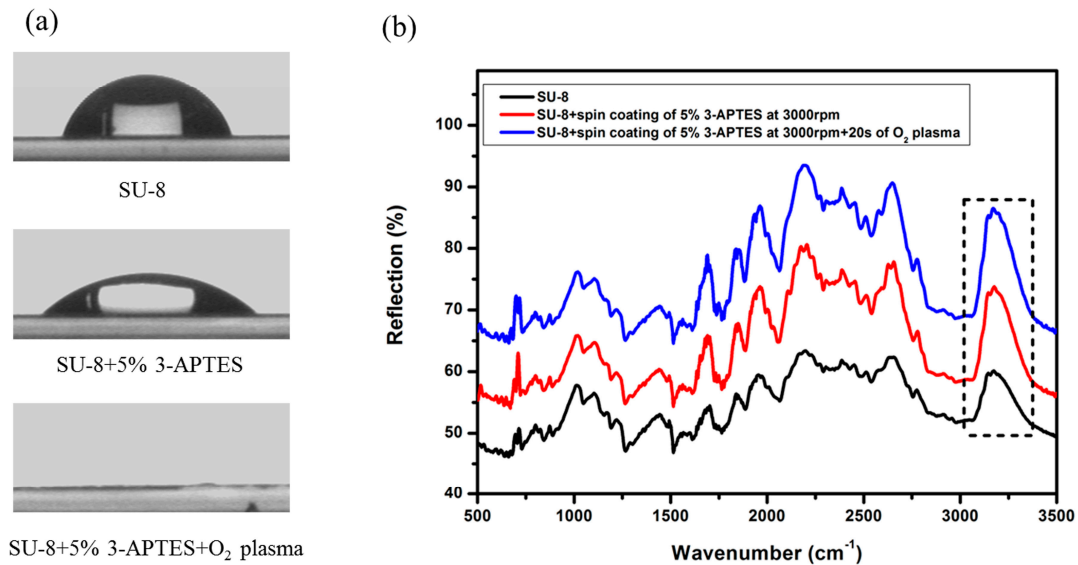 (a)
SU-8
SU-8+5% 3-APTES
SU-8+5% 3-APTES+O₂ plasma
(b)
SU-8
SU-8+spin coating of 5% 3-APTES at 3000rpm
SU-8+spin coating of 5% 3-APTES at 3000rpm+20s of O₂ plasma
Reflection (%)
100
90
80
70
60
50
40
500 1000 1500 2000 2500 3000 3500
Wavenumber (cm⁻¹)